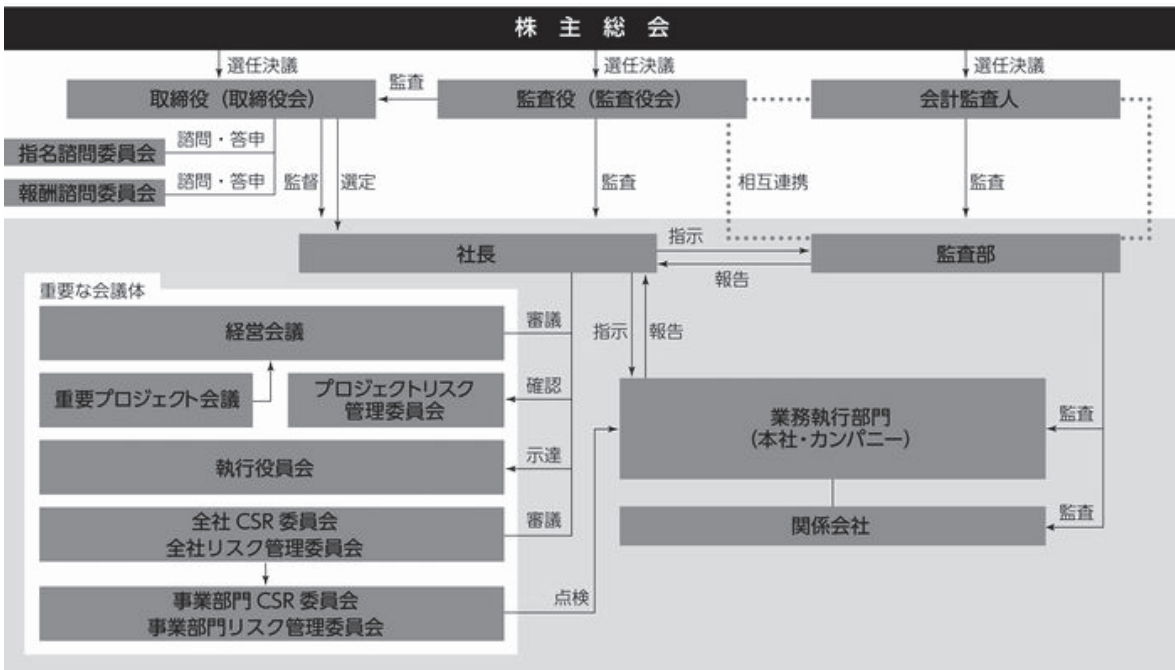 株主総会
選任決議
選任決議
選任決議
取締役（取締役会）
監査
監査役（監査役会）
会計監査人
指名諮問委員会
諮問・答申
報酬諮問委員会
諮問・答申
監督
選定
監査
相互連携
監査
社長
指示
報告
監査部
重要な会議体
経営会議
審議
指示
報告
重要プロジェクト会議
プロジェクトリスク
管理委員会
確認
業務執行部門
(本社・カンパニー)
監査
執行役員会
示達
全社 CSR 委員会
全社リスク管理委員会
審議
関係会社
監査
事業部門 CSR 委員会
事業部門リスク管理委員会
点検